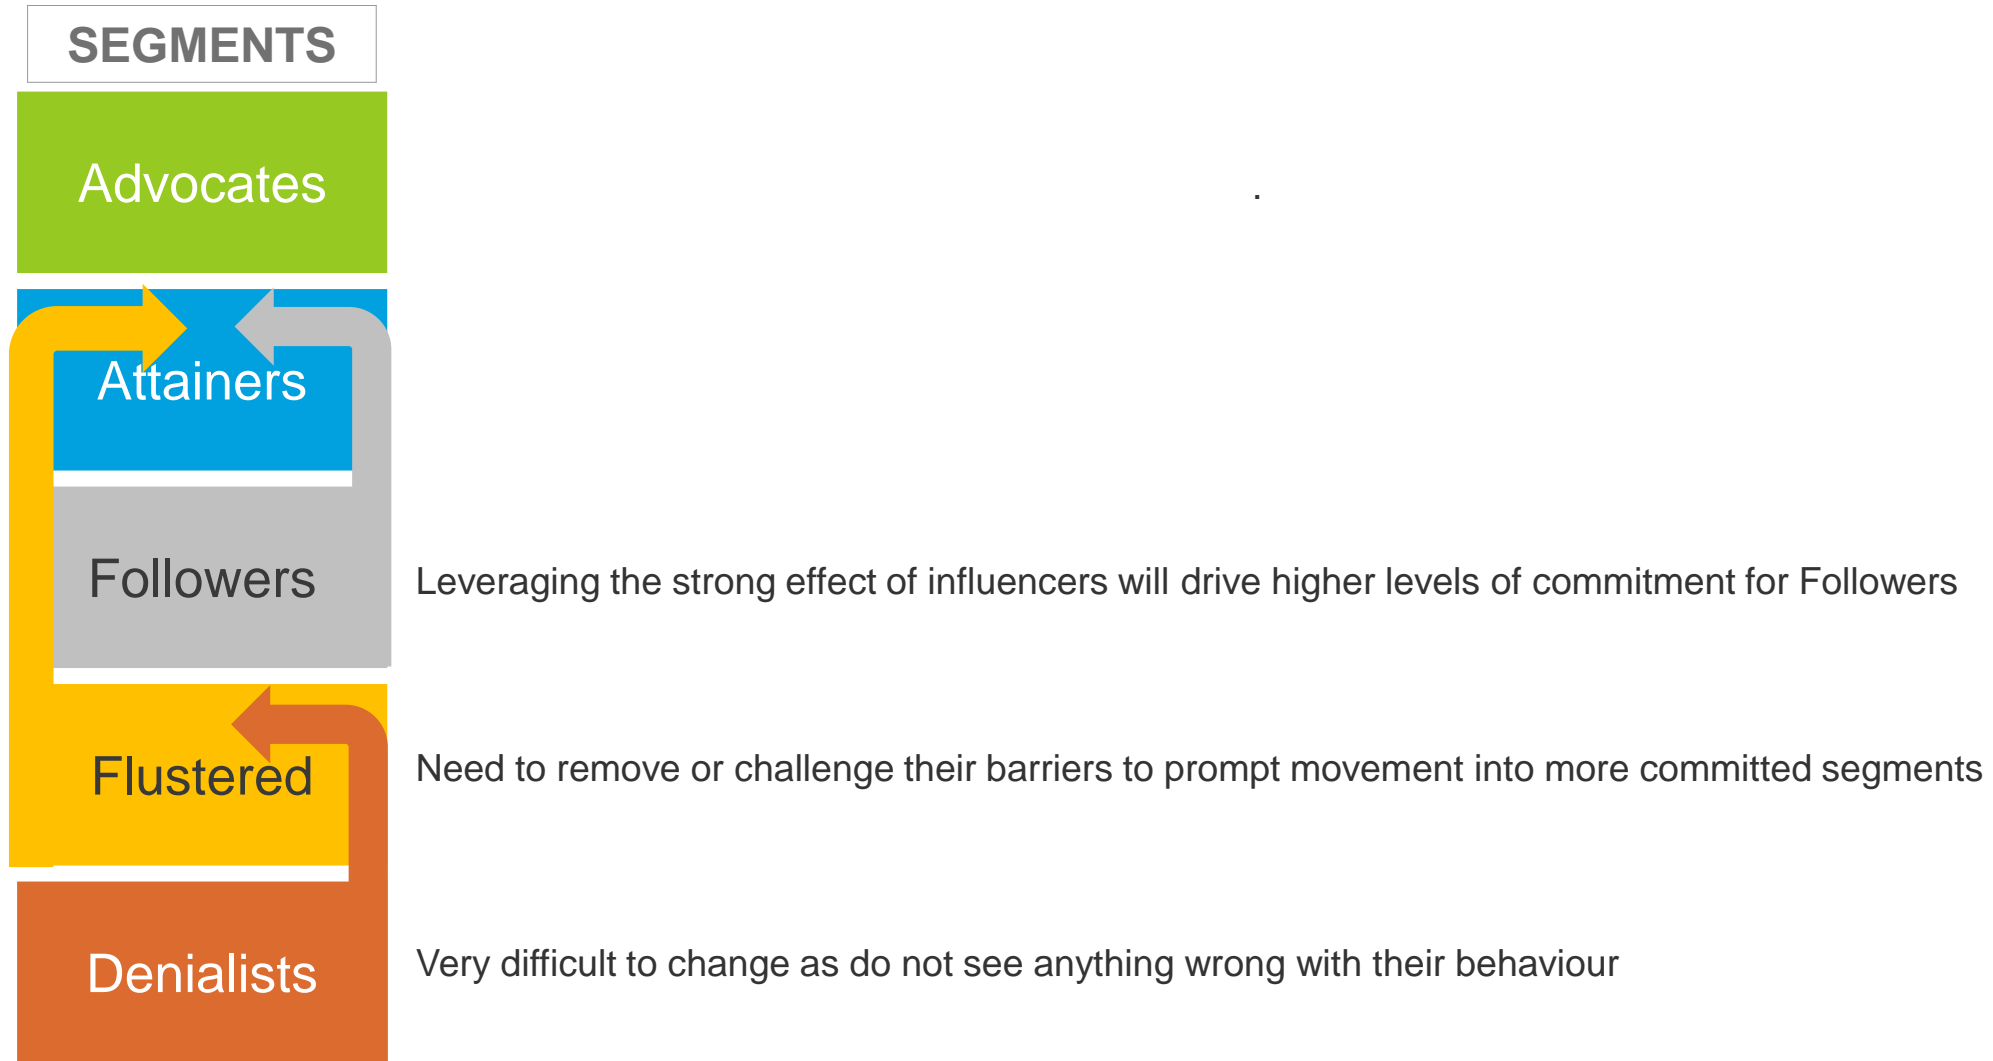 SEGMENTS
Advocates
.
Attainers
Followers
Leveraging the strong effect of influencers will drive higher levels of commitment for Followers
Flustered
Need to remove or challenge their barriers to prompt movement into more committed segments
Denialists
Very difficult to change as do not see anything wrong with their behaviour